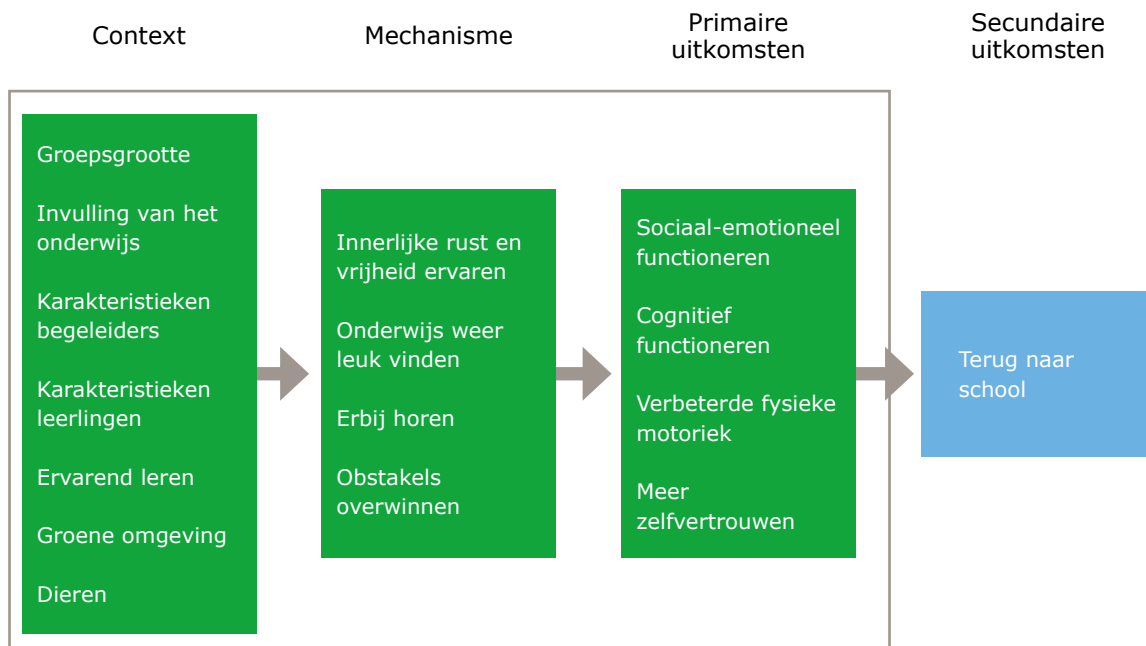 Context
Mechanisme
Primaire
uitkomsten
Secundaire
uitkomsten
Groepsgrootte
Invulling van het
onderwijs
Karakteristieken
begeleiders
Karakteristieken
leerlingen
Ervarend leren
Groene omgeving
Dieren
Innerlijke rust en
vrijheid ervaren
Onderwijs weer
leuk vinden
Erbij horen
Obstakels
overwinnen
Sociaal-emotioneel
functioneren
Cognitief
functioneren
Verbeterde fysieke
motoriek
Meer
zelfvertrouwen
Terug naar
school